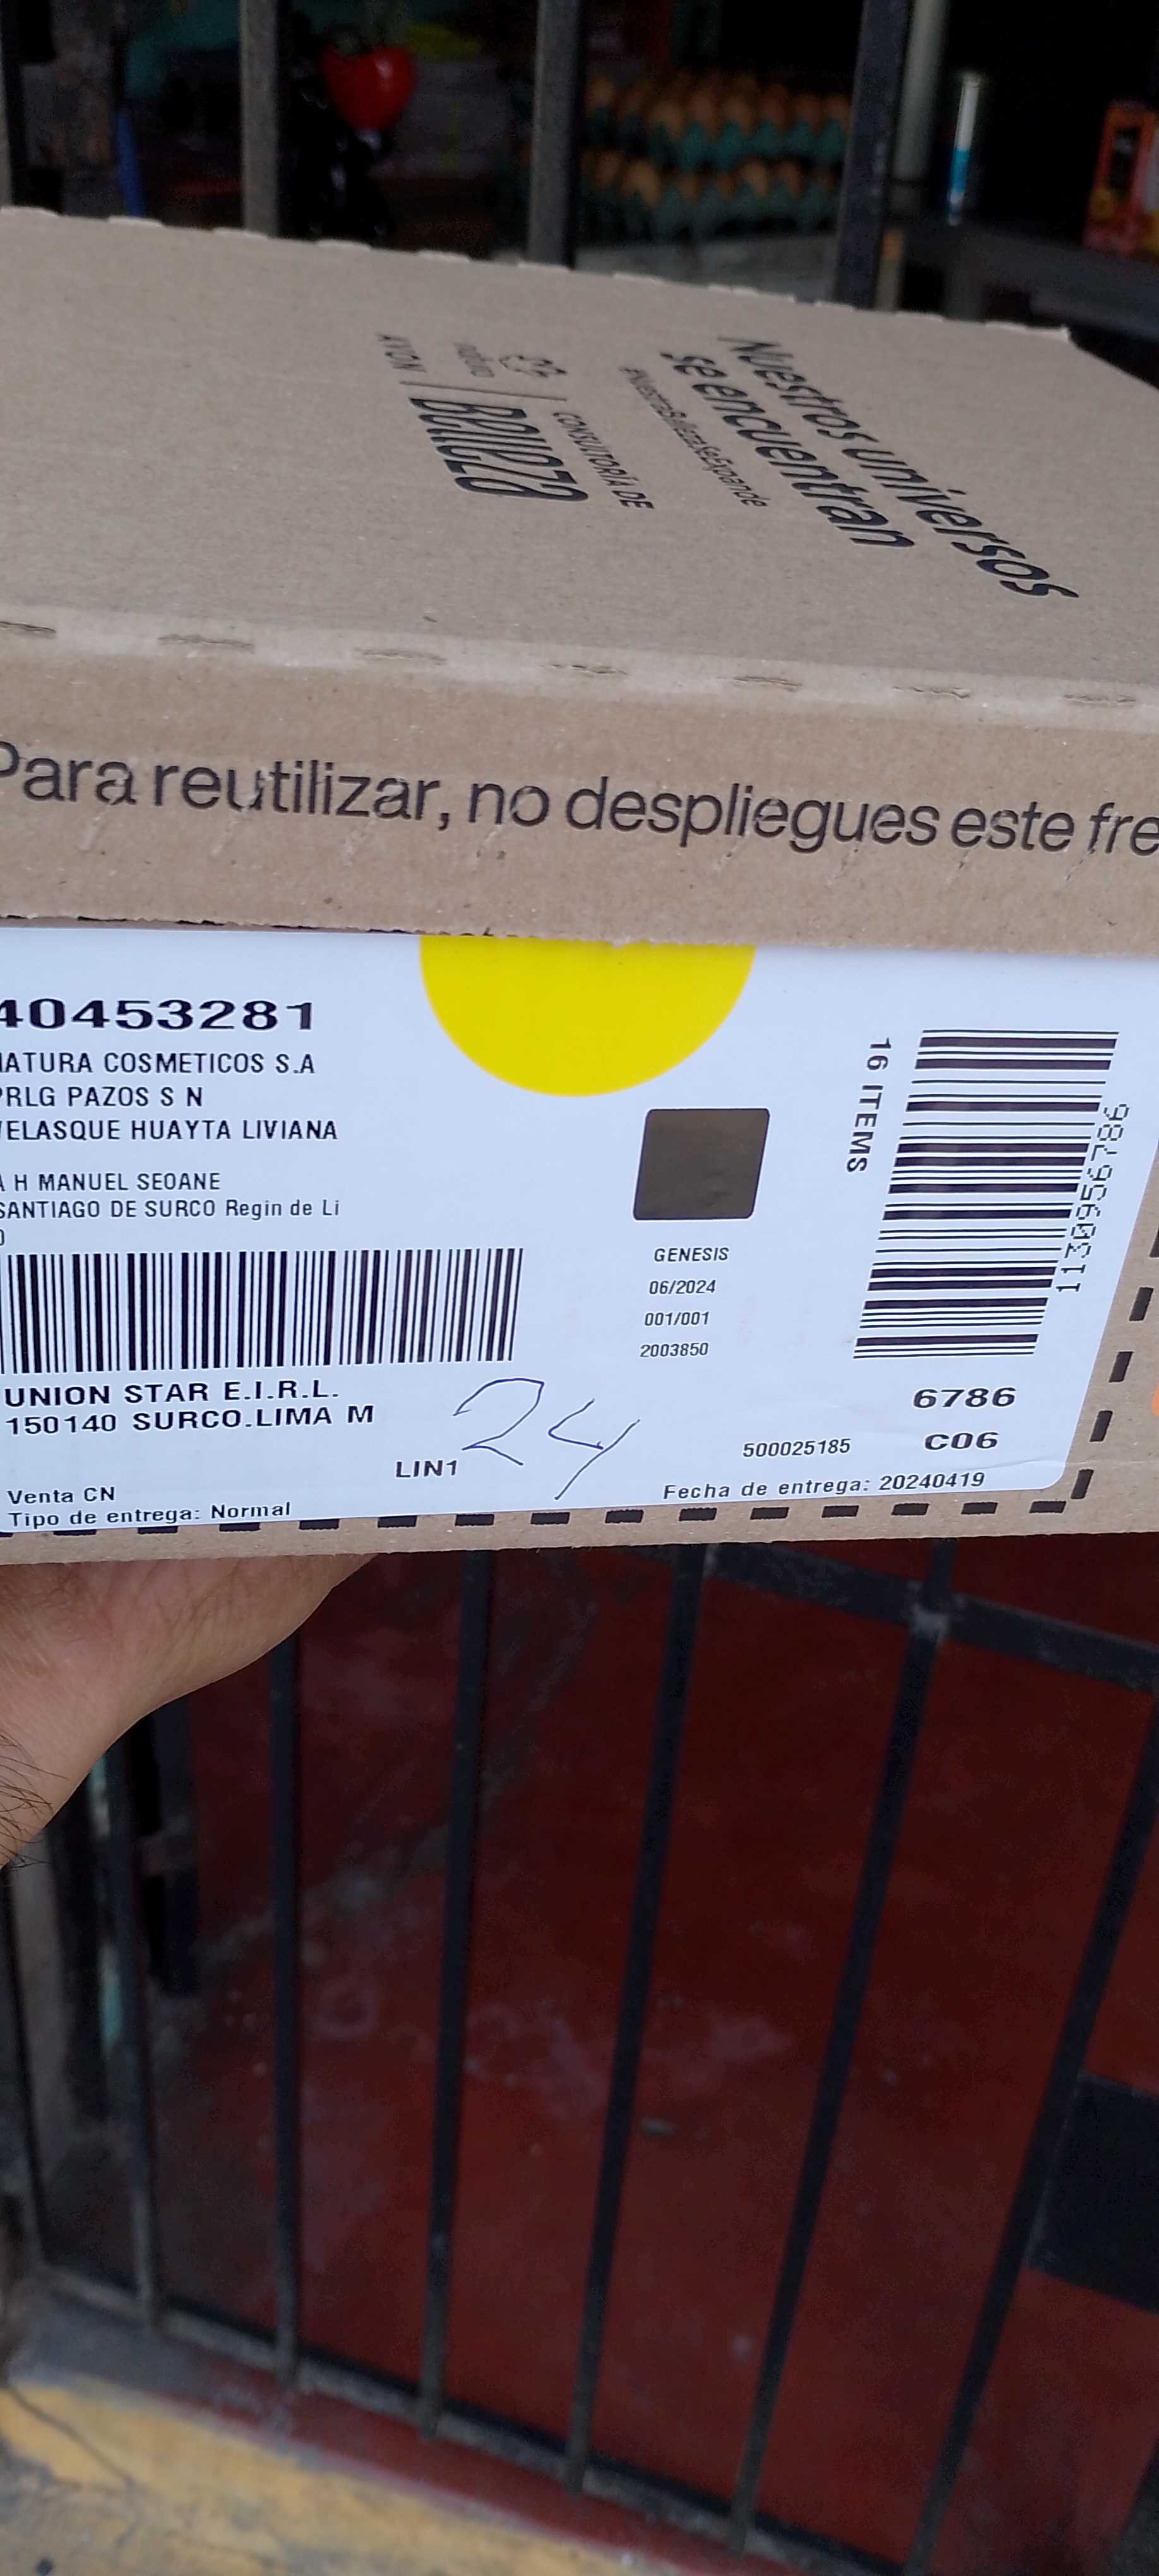 Nuestros universos
se encuentran
#NuestraBellezaSeExpande
CONSULTORÍA DE
Belleza
natura
AVON
Para reutilizar, no despliegues este fre
40453281
NATURA COSMETICOS S.A
PRLG PAZOS S N
VELASQUE HUAYTA LIVIANA
A H MANUEL SEOANE
SANTIAGO DE SURCO Regin de Li
0
16 ITEMS
GENESIS
06/2024
001/001
2003850
UNION STAR E.I.R.L.
150140 SURCO.LIMA M
24
LIN1
6786
500025185
C06
Venta CN
Tipo de entrega: Normal
Fecha de entrega: 20240419